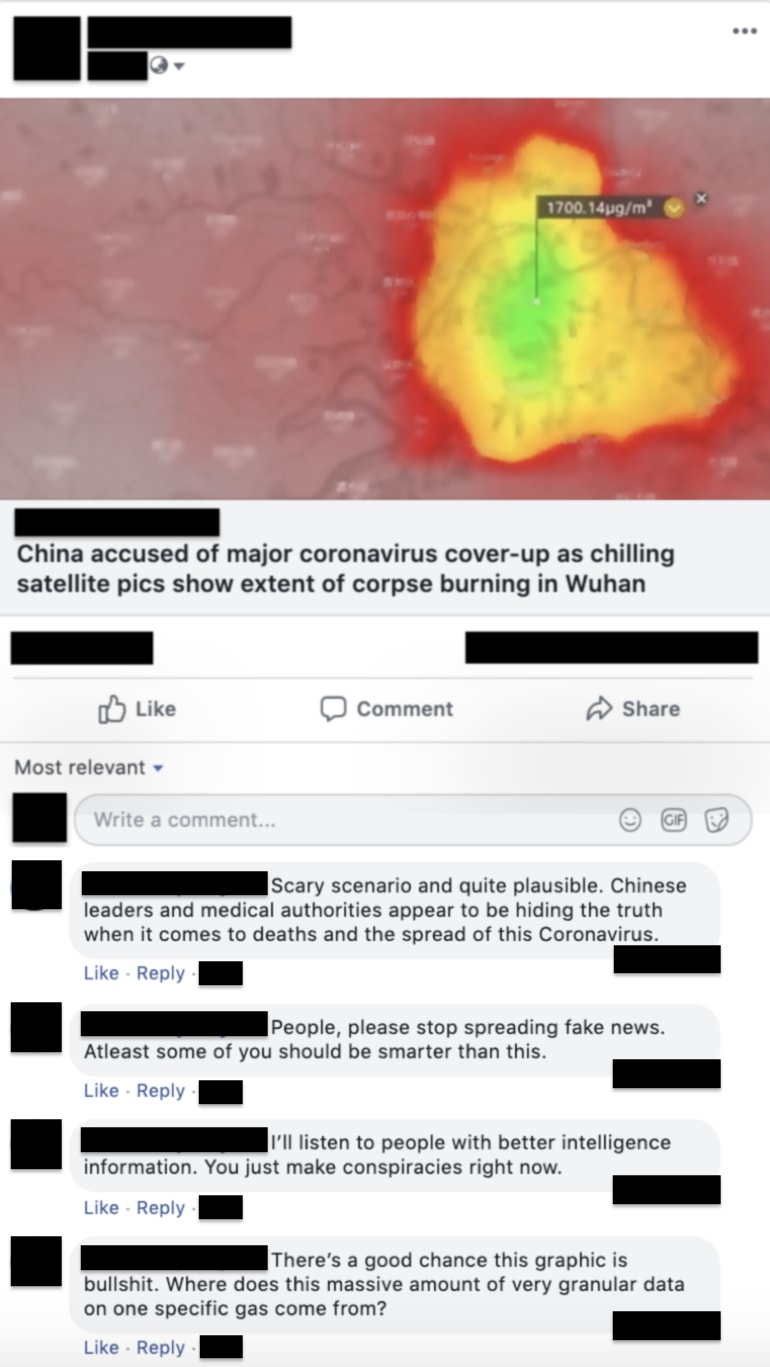 1700.14µg/m³
China accused of major coronavirus cover-up as chilling
satellite pics show extent of corpse burning in Wuhan
Like Comment Share
Most relevant
Write a comment... GIF
Scary scenario and quite plausible. Chinese
leaders and medical authorities appear to be hiding the truth
when it comes to deaths and the spread of this Coronavirus.
Like · Reply ·
People, please stop spreading fake news.
Atleast some of you should be smarter than this.
Like · Reply ·
I’ll listen to people with better intelligence
information. You just make conspiracies right now.
Like · Reply ·
There’s a good chance this graphic is
bullshit. Where does this massive amount of very granular data
on one specific gas come from?
Like · Reply ·